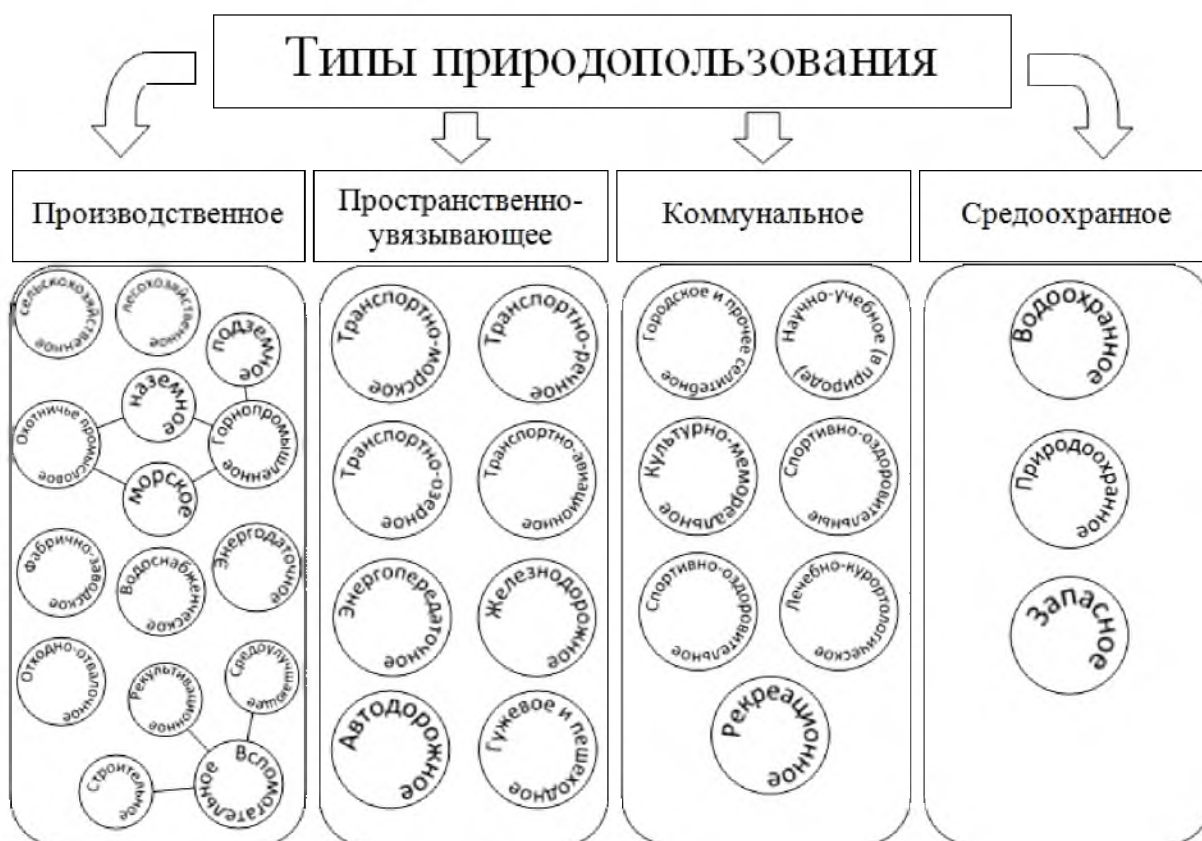 Типы природопользования
Производственное
Пространственно-
увязывающее
Коммунальное
Средоохранное
сельскохозяйственное
лесохозяйственное
подземное
наземное
Охотничье промысловое
Горнопромышленное
морское
Фабрично-заводское
Водоснабженческое
Энергодаточное
Отходно-отвалочное
Рекультивационное
Средоулучшающее
Строительное
Вспомогательное
Транспортно-морское
Транспортно-речное
Транспортно-озерное
Транспортно-авиационное
Энергопередаточное
Железнодорожное
Автодорожное
Гужевое и пешеходное
Городское и прочее селитебное
Научно-учебное (в природе)
Культурно-мемореальное
Спортивно-оздоровительные
Спортивно-оздоровительное
Лечебно-курортологическое
Рекреационное
Водоохранное
Природоохранное
Запасное